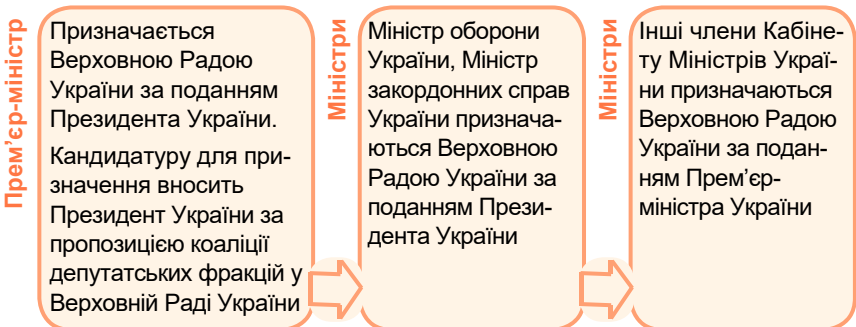 Прем’єр-міністр
Призначається
Верховною Радою
України за поданням
Президента України.
Кандидатуру для при-
значення вносить
Президент України за
пропозицією коаліції
депутатських фракцій у
Верховній Раді України
Міністри
Міністр оборони
України, Міністр
закордонних справ
України признача-
ються Верховною
Радою України за
поданням Прези-
дента України
Міністри
Інші члени Кабіне-
ту Міністрів Украї-
ни призначаються
Верховною Радою
України за подан-
ням Прем’єр-
міністра України